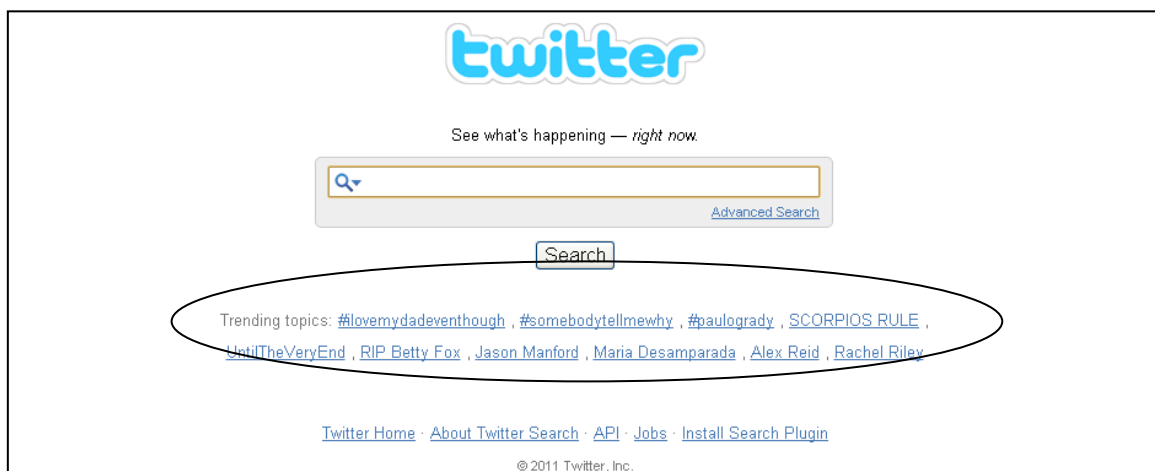 twitter
See what's happening — right now.
Advanced Search
Search
Trending topics: #ilovemydadeventhough , #somebodytellmewhy , #paulogrady , SCORPIOS RULE ,
UntilTheVeryEnd , RIP Betty Fox , Jason Manford , Maria Desamparada , Alex Reid , Rachel Riley
Twitter Home · About Twitter Search · API · Jobs · Install Search Plugin
© 2011 Twitter, Inc.